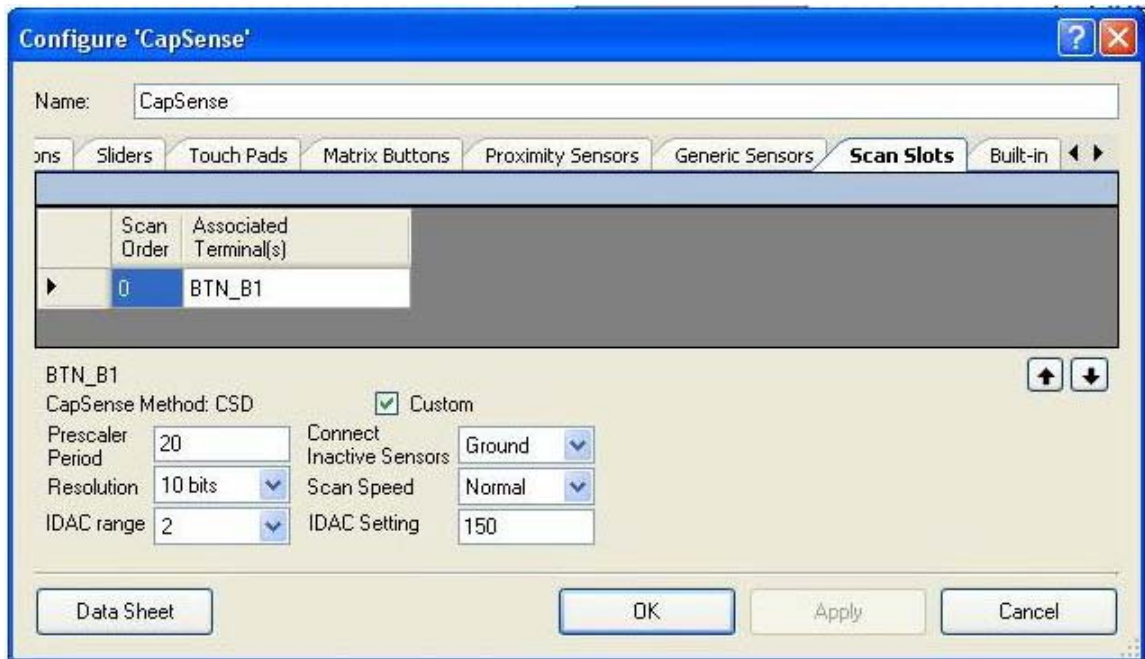 Configure 'CapSense'
?
Name: CapSense
ons Sliders Touch Pads Matrix Buttons Proximity Sensors Generic Sensors Scan Slots Built-in
Scan Order Associated Terminal(s)
0 BTN_B1
BTN_B1
CapSense Method: CSD Custom
Prescaler Period 20 Connect Inactive Sensors Ground
Resolution 10 bits Scan Speed Normal
IDAC range 2 IDAC Setting 150
Data Sheet OK Apply Cancel